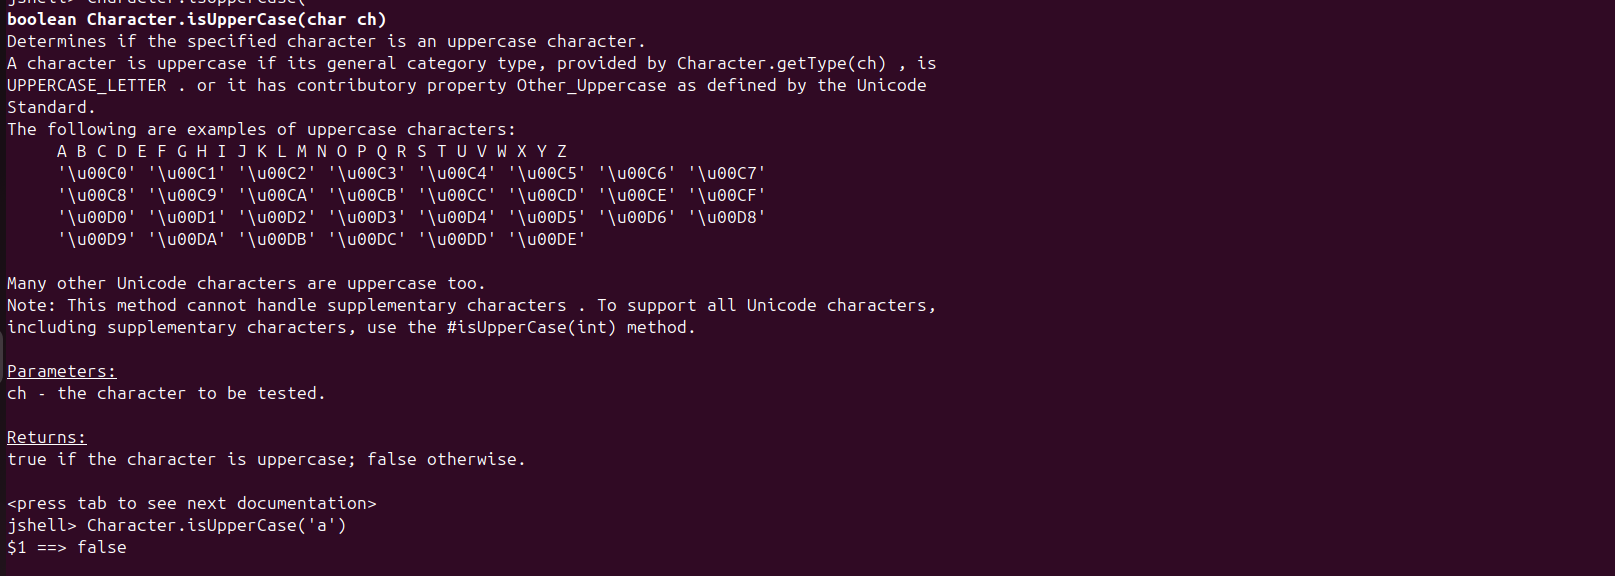 jshell> Character.isUpperCase(
boolean Character.isUpperCase(char ch)
Determines if the specified character is an uppercase character.
A character is uppercase if its general category type, provided by Character.getType(ch) , is
UPPERCASE_LETTER . or it has contributory property Other_Uppercase as defined by the Unicode
Standard.
The following are examples of uppercase characters:
A B C D E F G H I J K L M N O P Q R S T U V W X Y Z
'\u00C0' '\u00C1' '\u00C2' '\u00C3' '\u00C4' '\u00C5' '\u00C6' '\u00C7'
'\u00C8' '\u00C9' '\u00CA' '\u00CB' '\u00CC' '\u00CD' '\u00CE' '\u00CF'
'\u00D0' '\u00D1' '\u00D2' '\u00D3' '\u00D4' '\u00D5' '\u00D6' '\u00D8'
'\u00D9' '\u00DA' '\u00DB' '\u00DC' '\u00DD' '\u00DE'
Many other Unicode characters are uppercase too.
Note: This method cannot handle supplementary characters . To support all Unicode characters,
including supplementary characters, use the #isUpperCase(int) method.
Parameters:
ch - the character to be tested.
Returns:
true if the character is uppercase; false otherwise.
<press tab to see next documentation>
jshell> Character.isUpperCase('a')
$1 ==> false